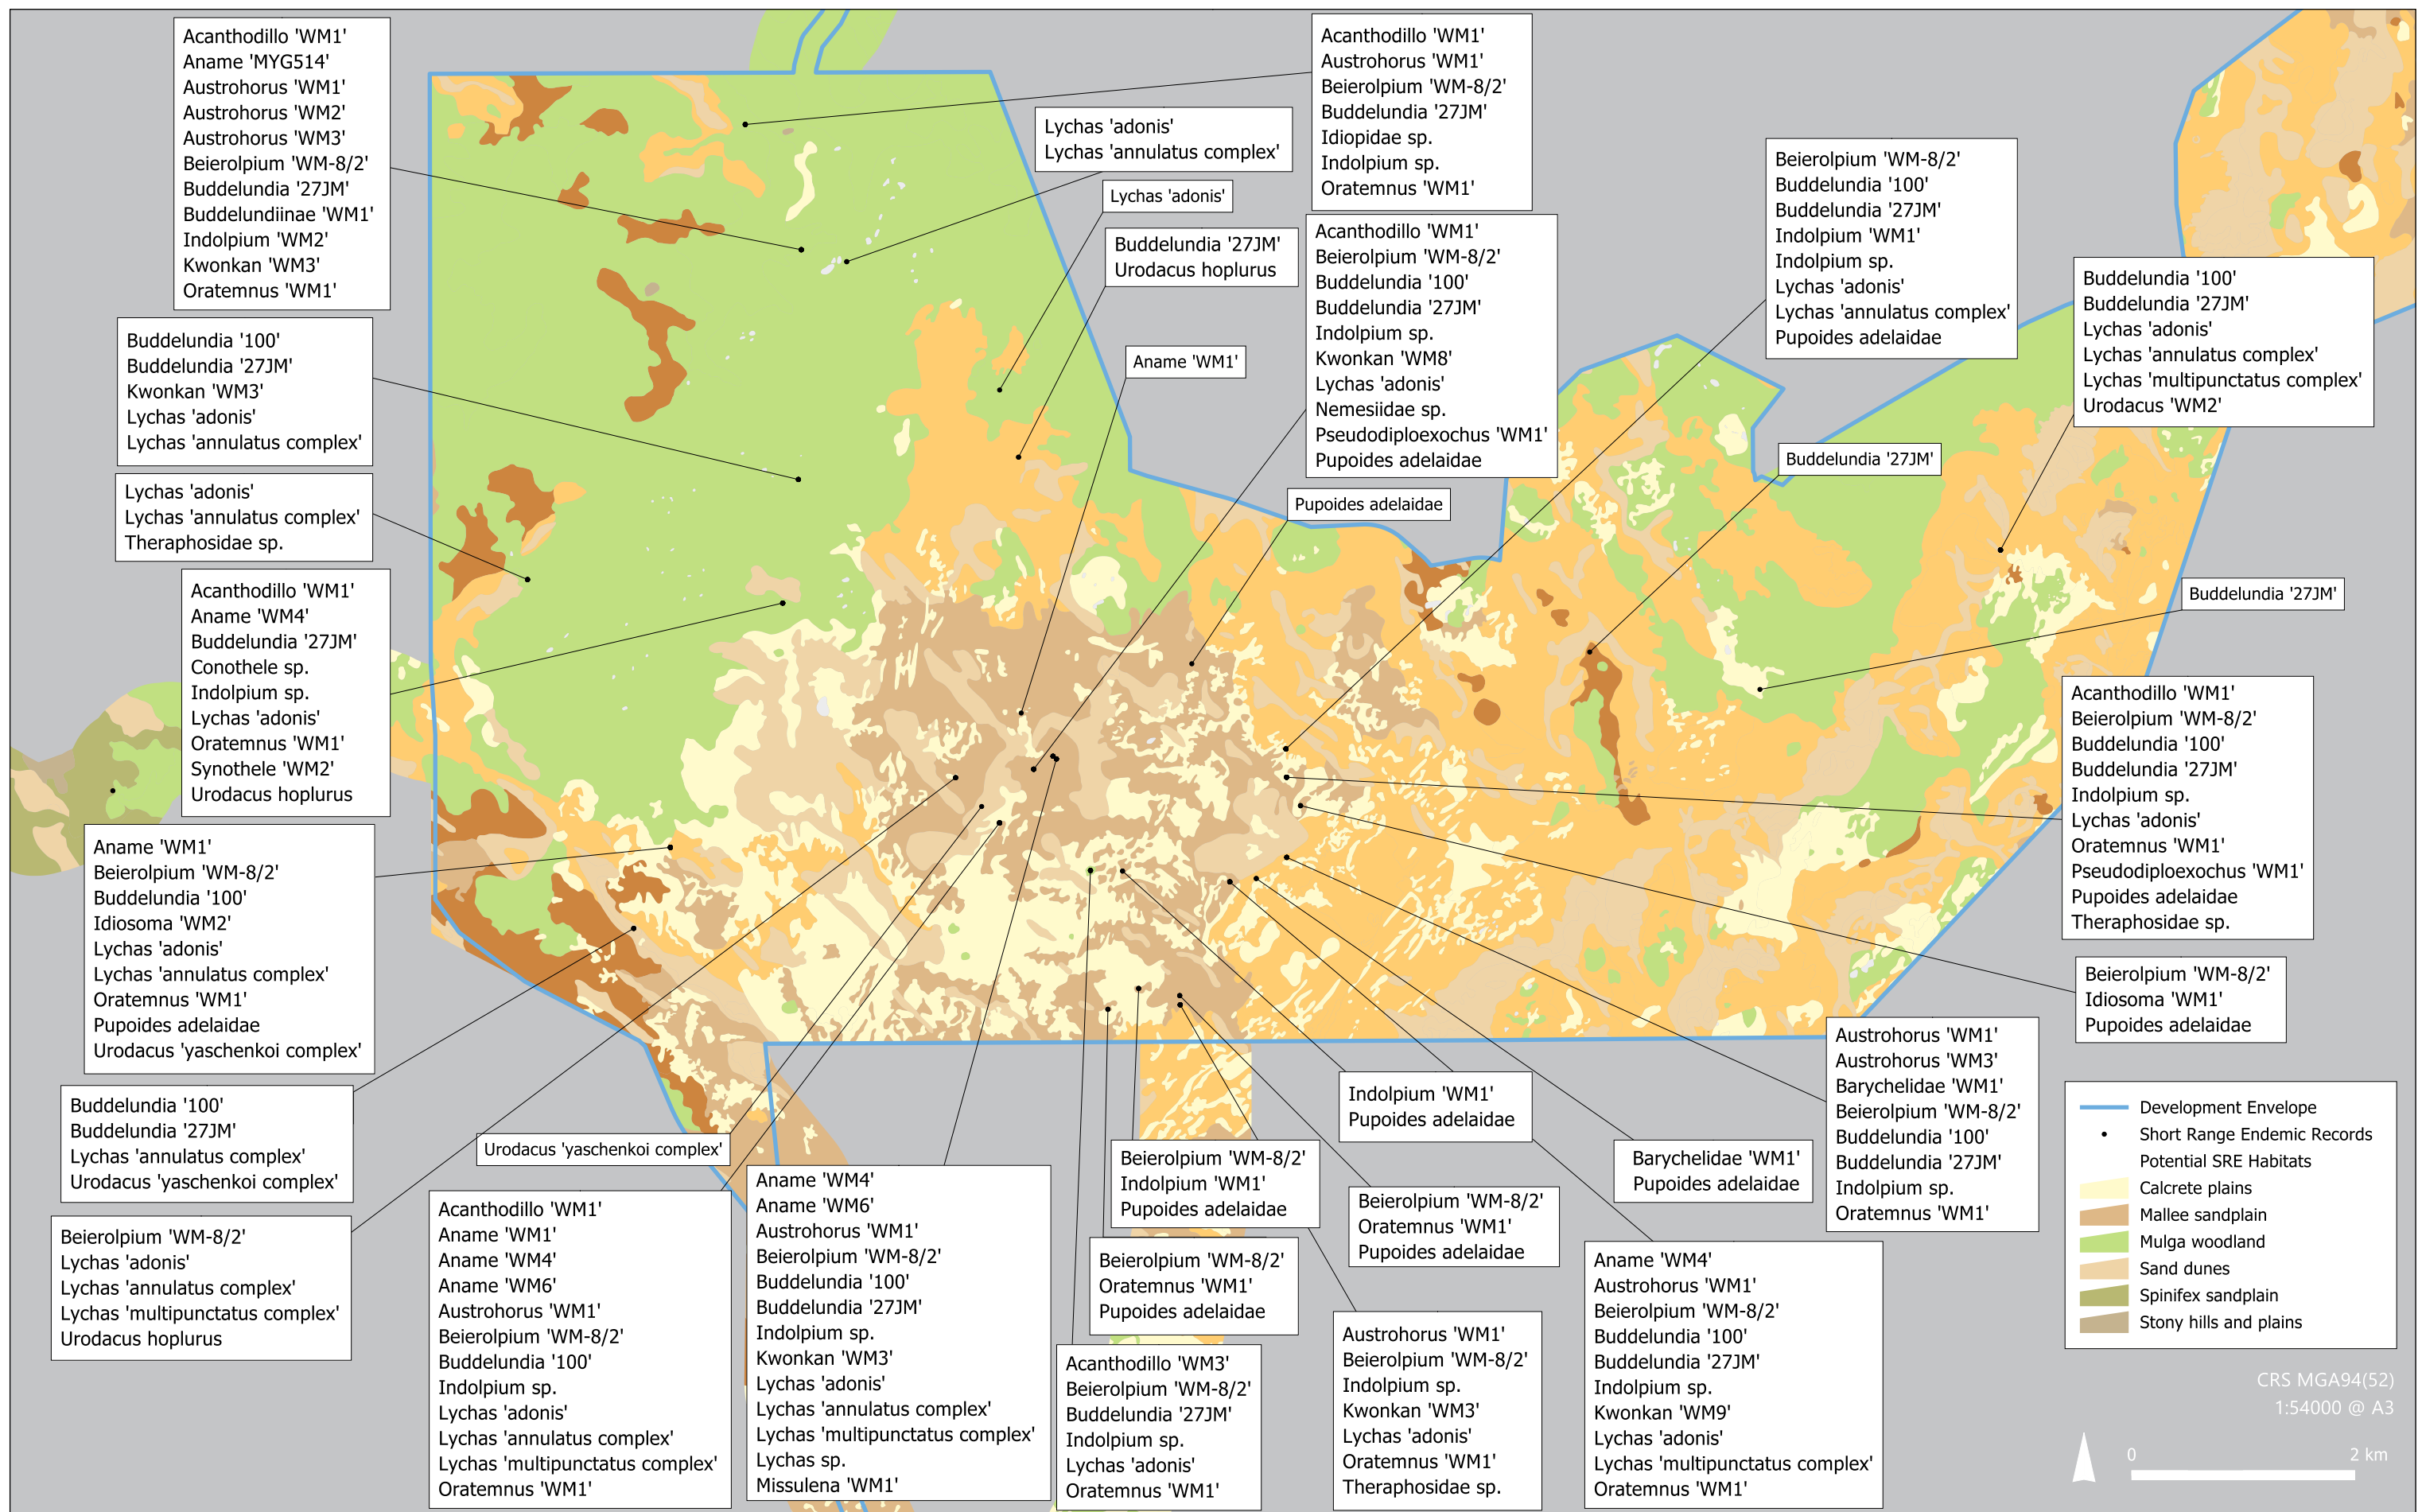 Acanthodillo 'WM1'
Aname 'MYG514'
Austrohorus 'WM1'
Austrohorus 'WM2'
Austrohorus 'WM3'
Beierolpium 'WM-8/2'
Buddelundia '27JM'
Buddelundiinae 'WM1'
Indolpium 'WM2'
Kwonkan 'WM3'
Oratemnus 'WM1'
Buddelundia '100'
Buddelundia '27JM'
Kwonkan 'WM3'
Lychas 'adonis'
Lychas 'annulatus complex'
Lychas 'adonis'
Lychas 'annulatus complex'
Theraphosidae sp.
Acanthodillo 'WM1'
Aname 'WM4'
Buddelundia '27JM'
Conothele sp.
Indolpium sp.
Lychas 'adonis'
Oratemnus 'WM1'
Synothele 'WM2'
Urodacus hoplurus
Aname 'WM1'
Beierolpium 'WM-8/2'
Buddelundia '100'
Idiosoma 'WM2'
Lychas 'adonis'
Lychas 'annulatus complex'
Oratemnus 'WM1'
Pupoides adelaidae
Urodacus 'yaschenkoi complex'
Buddelundia '100'
Buddelundia '27JM'
Lychas 'annulatus complex'
Urodacus 'yaschenkoi complex'
Beierolpium 'WM-8/2'
Lychas 'adonis'
Lychas 'annulatus complex'
Lychas 'multipunctatus complex'
Urodacus hoplurus
Urodacus 'yaschenkoi complex'
Acanthodillo 'WM1'
Aname 'WM1'
Aname 'WM4'
Aname 'WM6'
Austrohorus 'WM1'
Beierolpium 'WM-8/2'
Buddelundia '100'
Indolpium sp.
Lychas 'adonis'
Lychas 'annulatus complex'
Lychas 'multipunctatus complex'
Oratemnus 'WM1'
Aname 'WM4'
Aname 'WM6'
Austrohorus 'WM1'
Beierolpium 'WM-8/2'
Buddelundia '100'
Buddelundia '27JM'
Indolpium sp.
Kwonkan 'WM3'
Lychas 'adonis'
Lychas 'annulatus complex'
Lychas 'multipunctatus complex'
Lychas sp.
Missulena 'WM1'
Lychas 'adonis'
Lychas 'annulatus complex'
Lychas 'adonis'
Buddelundia '27JM'
Urodacus hoplurus
Aname 'WM1'
Acanthodillo 'WM1'
Austrohorus 'WM1'
Beierolpium 'WM-8/2'
Buddelundia '27JM'
Idiopidae sp.
Indolpium sp.
Oratemnus 'WM1'
Acanthodillo 'WM1'
Beierolpium 'WM-8/2'
Buddelundia '100'
Buddelundia '27JM'
Indolpium sp.
Kwonkan 'WM8'
Lychas 'adonis'
Nemesiidae sp.
Pseudodiploexochus 'WM1'
Pupoides adelaidae
Pupoides adelaidae
Beierolpium 'WM-8/2'
Buddelundia '100'
Buddelundia '27JM'
Indolpium 'WM1'
Indolpium sp.
Lychas 'adonis'
Lychas 'annulatus complex'
Pupoides adelaidae
Buddelundia '27JM'
Buddelundia '100'
Buddelundia '27JM'
Lychas 'adonis'
Lychas 'annulatus complex'
Lychas 'multipunctatus complex'
Urodacus 'WM2'
Buddelundia '27JM'
Acanthodillo 'WM1'
Beierolpium 'WM-8/2'
Buddelundia '100'
Buddelundia '27JM'
Indolpium sp.
Lychas 'adonis'
Oratemnus 'WM1'
Pseudodiploexochus 'WM1'
Pupoides adelaidae
Theraphosidae sp.
Beierolpium 'WM-8/2'
Idiosoma 'WM1'
Pupoides adelaidae
Austrohorus 'WM1'
Austrohorus 'WM3'
Barychelidae 'WM1'
Beierolpium 'WM-8/2'
Buddelundia '100'
Buddelundia '27JM'
Indolpium sp.
Oratemnus 'WM1'
Indolpium 'WM1'
Pupoides adelaidae
Barychelidae 'WM1'
Pupoides adelaidae
Beierolpium 'WM-8/2'
Indolpium 'WM1'
Pupoides adelaidae
Beierolpium 'WM-8/2'
Oratemnus 'WM1'
Pupoides adelaidae
Beierolpium 'WM-8/2'
Oratemnus 'WM1'
Pupoides adelaidae
Acanthodillo 'WM3'
Beierolpium 'WM-8/2'
Buddelundia '27JM'
Indolpium sp.
Lychas 'adonis'
Oratemnus 'WM1'
Austrohorus 'WM1'
Beierolpium 'WM-8/2'
Indolpium sp.
Kwonkan 'WM3'
Lychas 'adonis'
Oratemnus 'WM1'
Theraphosidae sp.
Aname 'WM4'
Austrohorus 'WM1'
Beierolpium 'WM-8/2'
Buddelundia '100'
Buddelundia '27JM'
Indolpium sp.
Kwonkan 'WM9'
Lychas 'adonis'
Lychas 'multipunctatus complex'
Oratemnus 'WM1'
Development Envelope
Short Range Endemic Records
Potential SRE Habitats
Calcrete plains
Mallee sandplain
Mulga woodland
Sand dunes
Spinifex sandplain
Stony hills and plains
CRS MGA94(52)
1:54000 @ A3
0 2 km